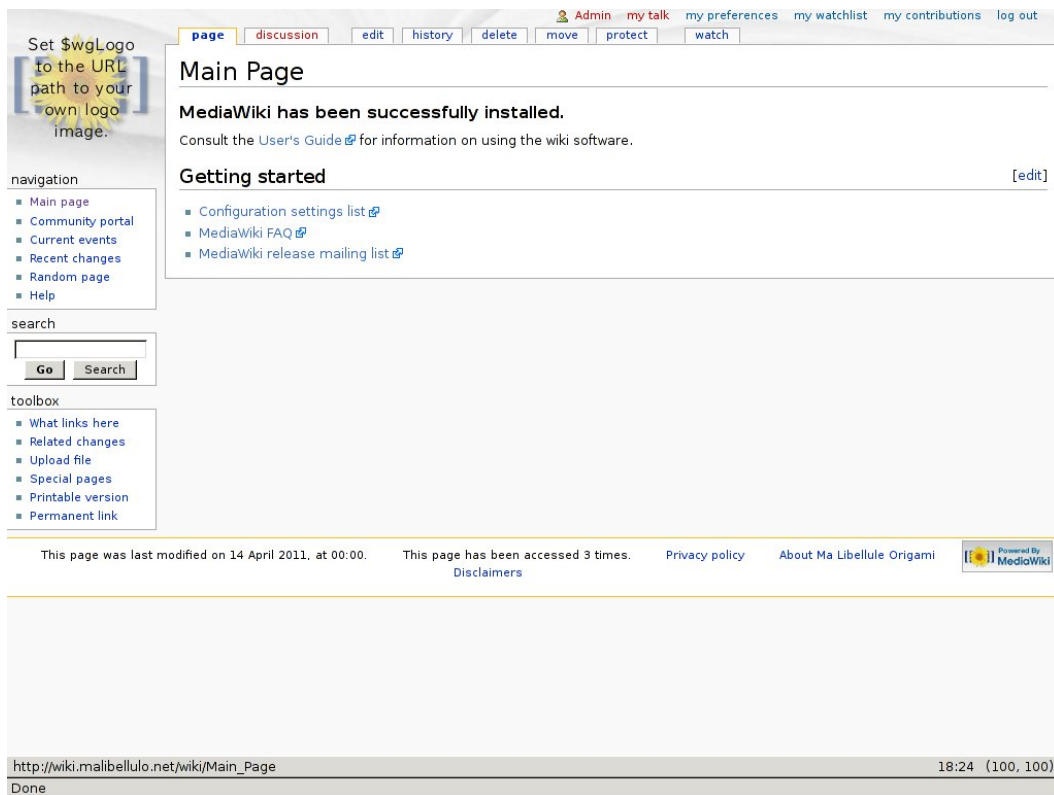 Admin my talk my preferences my watchlist my contributions log out
Set $wgLogo
to the URL
path to your
own logo
image.
page discussion edit history delete move protect watch
Main Page
MediaWiki has been successfully installed.
Consult the User's Guide for information on using the wiki software.
Getting started [edit]
Configuration settings list
MediaWiki FAQ
MediaWiki release mailing list
navigation
Main page
Community portal
Current events
Recent changes
Random page
Help
search
Go Search
toolbox
What links here
Related changes
Upload file
Special pages
Printable version
Permanent link
This page was last modified on 14 April 2011, at 00:00. This page has been accessed 3 times. Privacy policy About Ma Libellule Origami
Disclaimers
Powered By
MediaWiki
http://wiki.malibellulo.net/wiki/Main_Page 18:24 (100, 100)
Done